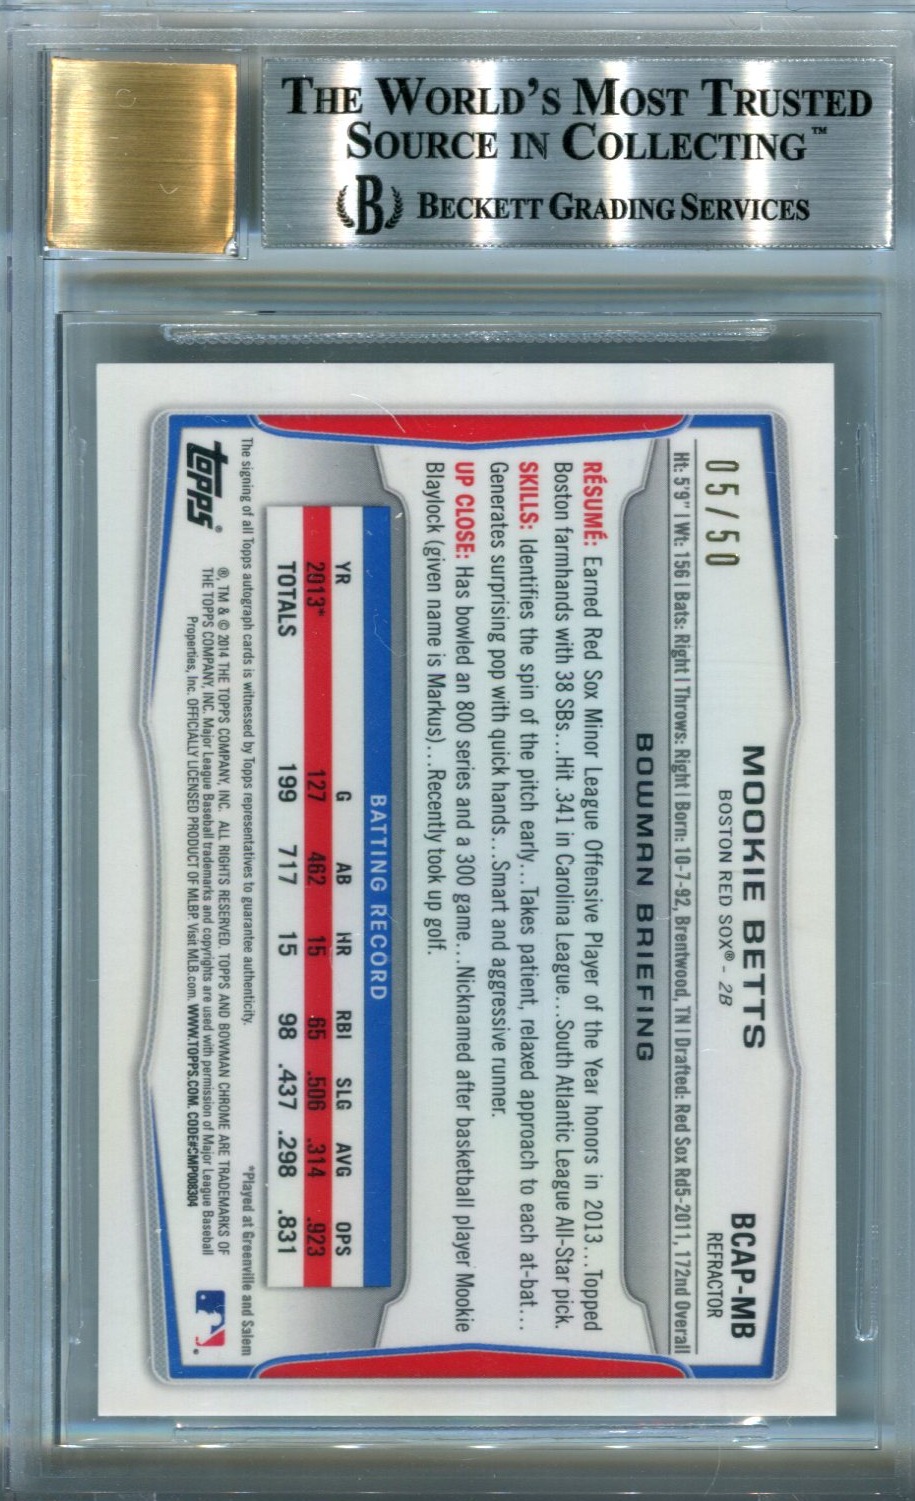 THE WORLD'S MOST TRUSTED
SOURCE IN COLLECTING™
B BECKETT GRADING SERVICES
05/50
MOOKIE BETTS
BOSTON RED SOX® - 2B
BCAP-MB
REFRACTOR
Ht: 5'9" | Wt: 156 | Bats: Right | Throws: Right | Born: 10-7-92, Brentwood, TN | Drafted: Red Sox Rd5-2011, 172nd Overall
BOWMAN BRIEFING
RÉSUMÉ: Earned Red Sox Minor League Offensive Player of the Year honors in 2013...Topped
Boston farmhands with 38 SBs...Hit .341 in Carolina League...South Atlantic League All-Star pick.
SKILLS: Identifies the spin of the pitch early...Takes patient, relaxed approach to each at-bat...
Generates surprising pop with quick hands...Smart and aggressive runner.
UP CLOSE: Has bowled an 800 series and a 300 game...Nicknamed after basketball player Mookie
Blaylock (given name is Markus)...Recently took up golf.
BATTING RECORD
YR G AB HR RBI SLG AVG OPS
2013* 127 462 15 65 .506 .314 .923
TOTALS 199 717 15 98 .437 .298 .831
*Played at Greenville and Salem
The signing of all Topps autograph cards is witnessed by Topps representatives to guarantee authenticity.
topps®
®, TM & © 2014 THE TOPPS COMPANY, INC. ALL RIGHTS RESERVED. TOPPS AND BOWMAN CHROME ARE TRADEMARKS OF
THE TOPPS COMPANY, INC. Major League Baseball trademarks and copyrights are used with permission of Major League Baseball
Properties, Inc. OFFICIALLY LICENSED PRODUCT OF MLBP. Visit MLB.com. WWW.TOPPS.COM. CODE#CMP008304